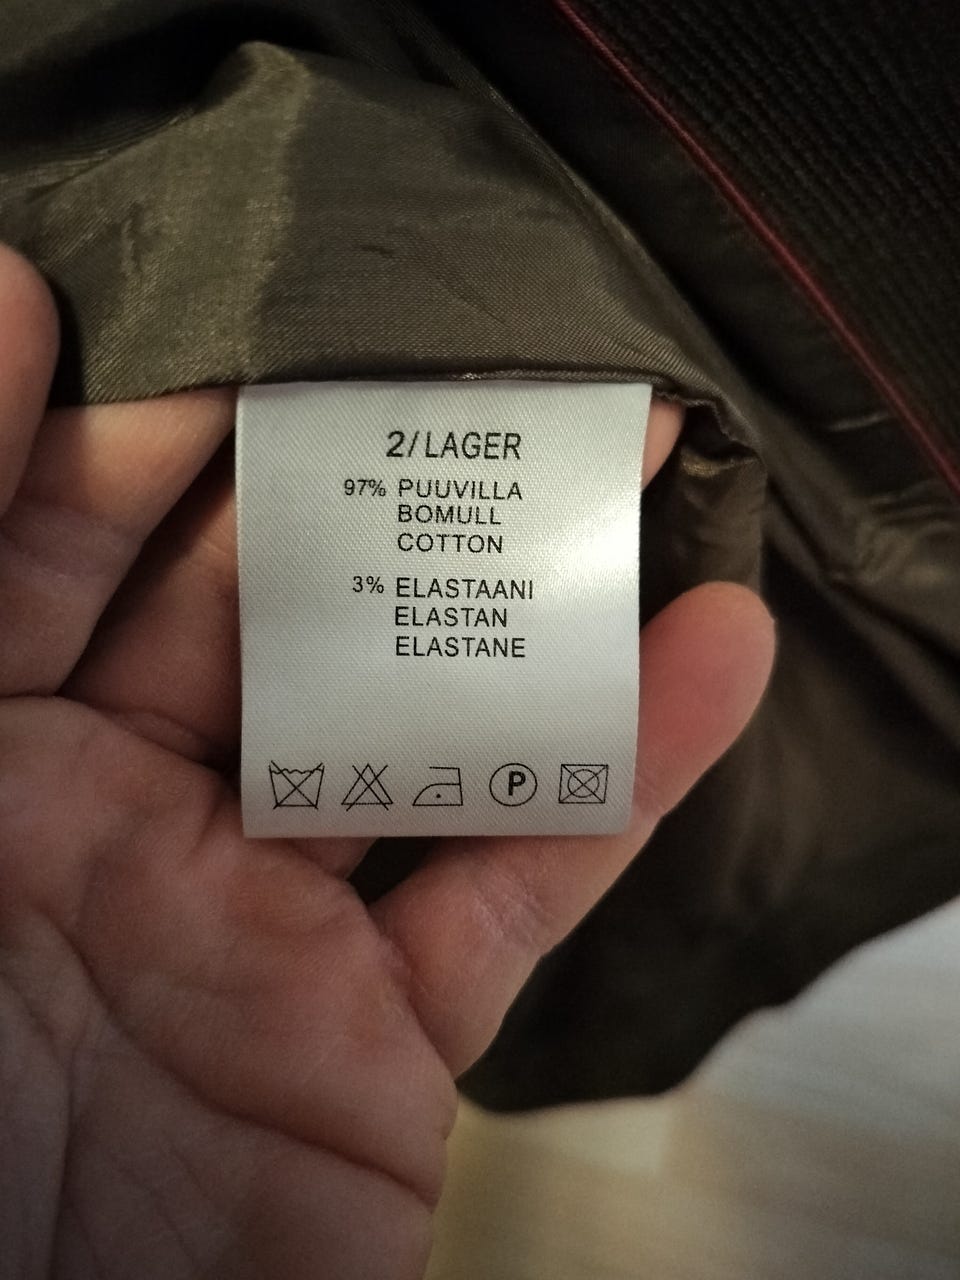 2/LAGER
97% PUUVILLA
BOMULL
COTTON
3% ELASTAANI
ELASTAN
ELASTANE
P